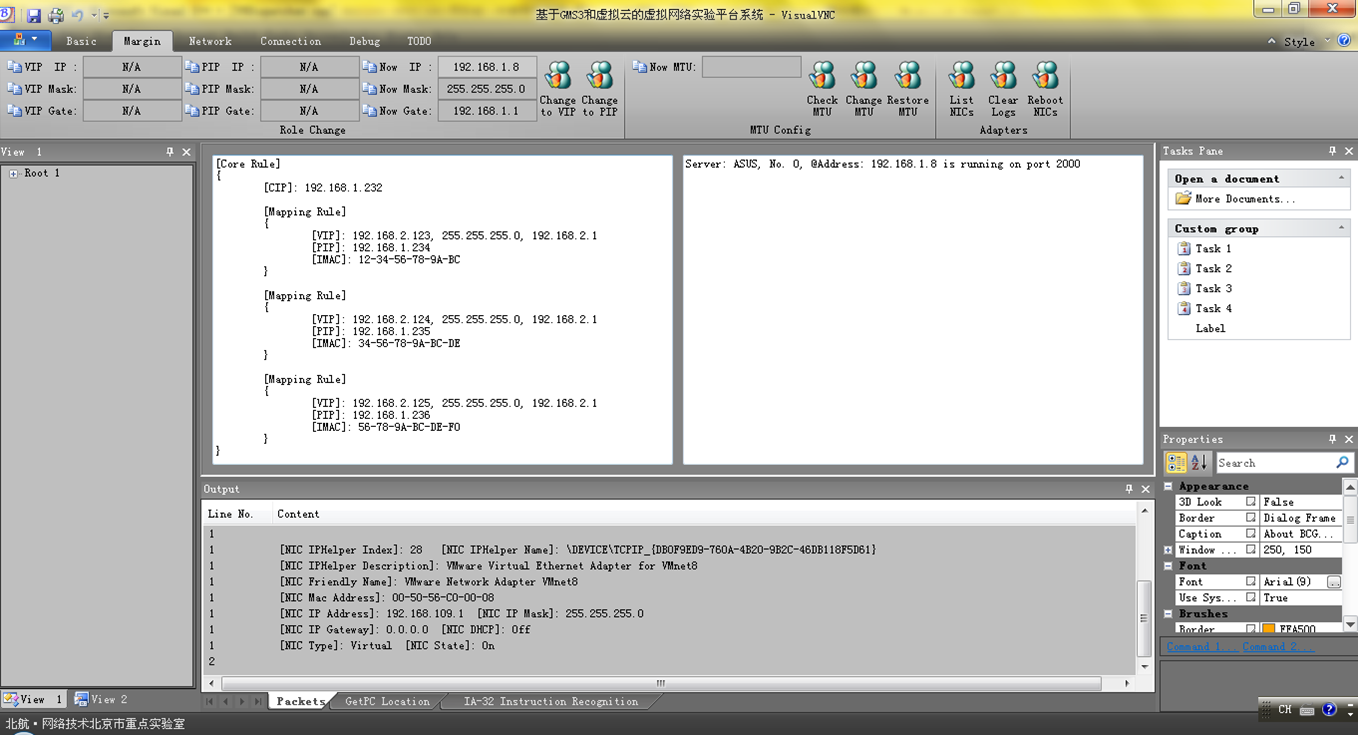 基于GMS3和虚拟云的虚拟网络实验平台系统 - VisualVNC
Basic Margin Network Connection Debug TODO Style
VIP IP : N/A PIP IP : N/A Now IP : 192.168.1.8 Now MTU:
VIP Mask: N/A PIP Mask: N/A Now Mask: 255.255.255.0
VIP Gate: N/A PIP Gate: N/A Now Gate: 192.168.1.1
Change to VIP Change to PIP Check MTU Change MTU Restore MTU List NICs Clear Logs Reboot NICs
Role Change MTU Config Adapters
View 1
Root 1
[Core Rule]
{
[CIP]: 192.168.1.232
[Mapping Rule]
{
[VIP]: 192.168.2.123, 255.255.255.0, 192.168.2.1
[PIP]: 192.168.1.234
[IMAC]: 12-34-56-78-9A-BC
}
[Mapping Rule]
{
[VIP]: 192.168.2.124, 255.255.255.0, 192.168.2.1
[PIP]: 192.168.1.235
[IMAC]: 34-56-78-9A-BC-DE
}
[Mapping Rule]
{
[VIP]: 192.168.2.125, 255.255.255.0, 192.168.2.1
[PIP]: 192.168.1.236
[IMAC]: 56-78-9A-BC-DE-F0
}
}
Server: ASUS, No. 0, @Address: 192.168.1.8 is running on port 2000
Tasks Pane
Open a document
More Documents...
Custom group
Task 1
Task 2
Task 3
Task 4
Label
Properties
Search
Appearance
3D Look False
Border Dialog Frame
Caption About BCG...
Window ... 250, 150
Font
Font Arial(9)
Use Sys... True
Brushes
Border FFA500
Command 1... Command 2...
Output
Line No. Content
1
1 [NIC IPHelper Index]: 28 [NIC IPHelper Name]: \DEVICE\TCPIP_{DB0F9ED9-760A-4B20-9B2C-46DB118F5D61}
1 [NIC IPHelper Description]: VMware Virtual Ethernet Adapter for VMnet8
1 [NIC Friendly Name]: VMware Network Adapter VMnet8
1 [NIC Mac Address]: 00-50-56-C0-00-08
1 [NIC IP Address]: 192.168.109.1 [NIC IP Mask]: 255.255.255.0
1 [NIC IP Gateway]: 0.0.0.0 [NIC DHCP]: Off
1 [NIC Type]: Virtual [NIC State]: On
2
Packets GetPC Location IA-32 Instruction Recognition
View 1 View 2
北航·网络技术北京市重点实验室
CH